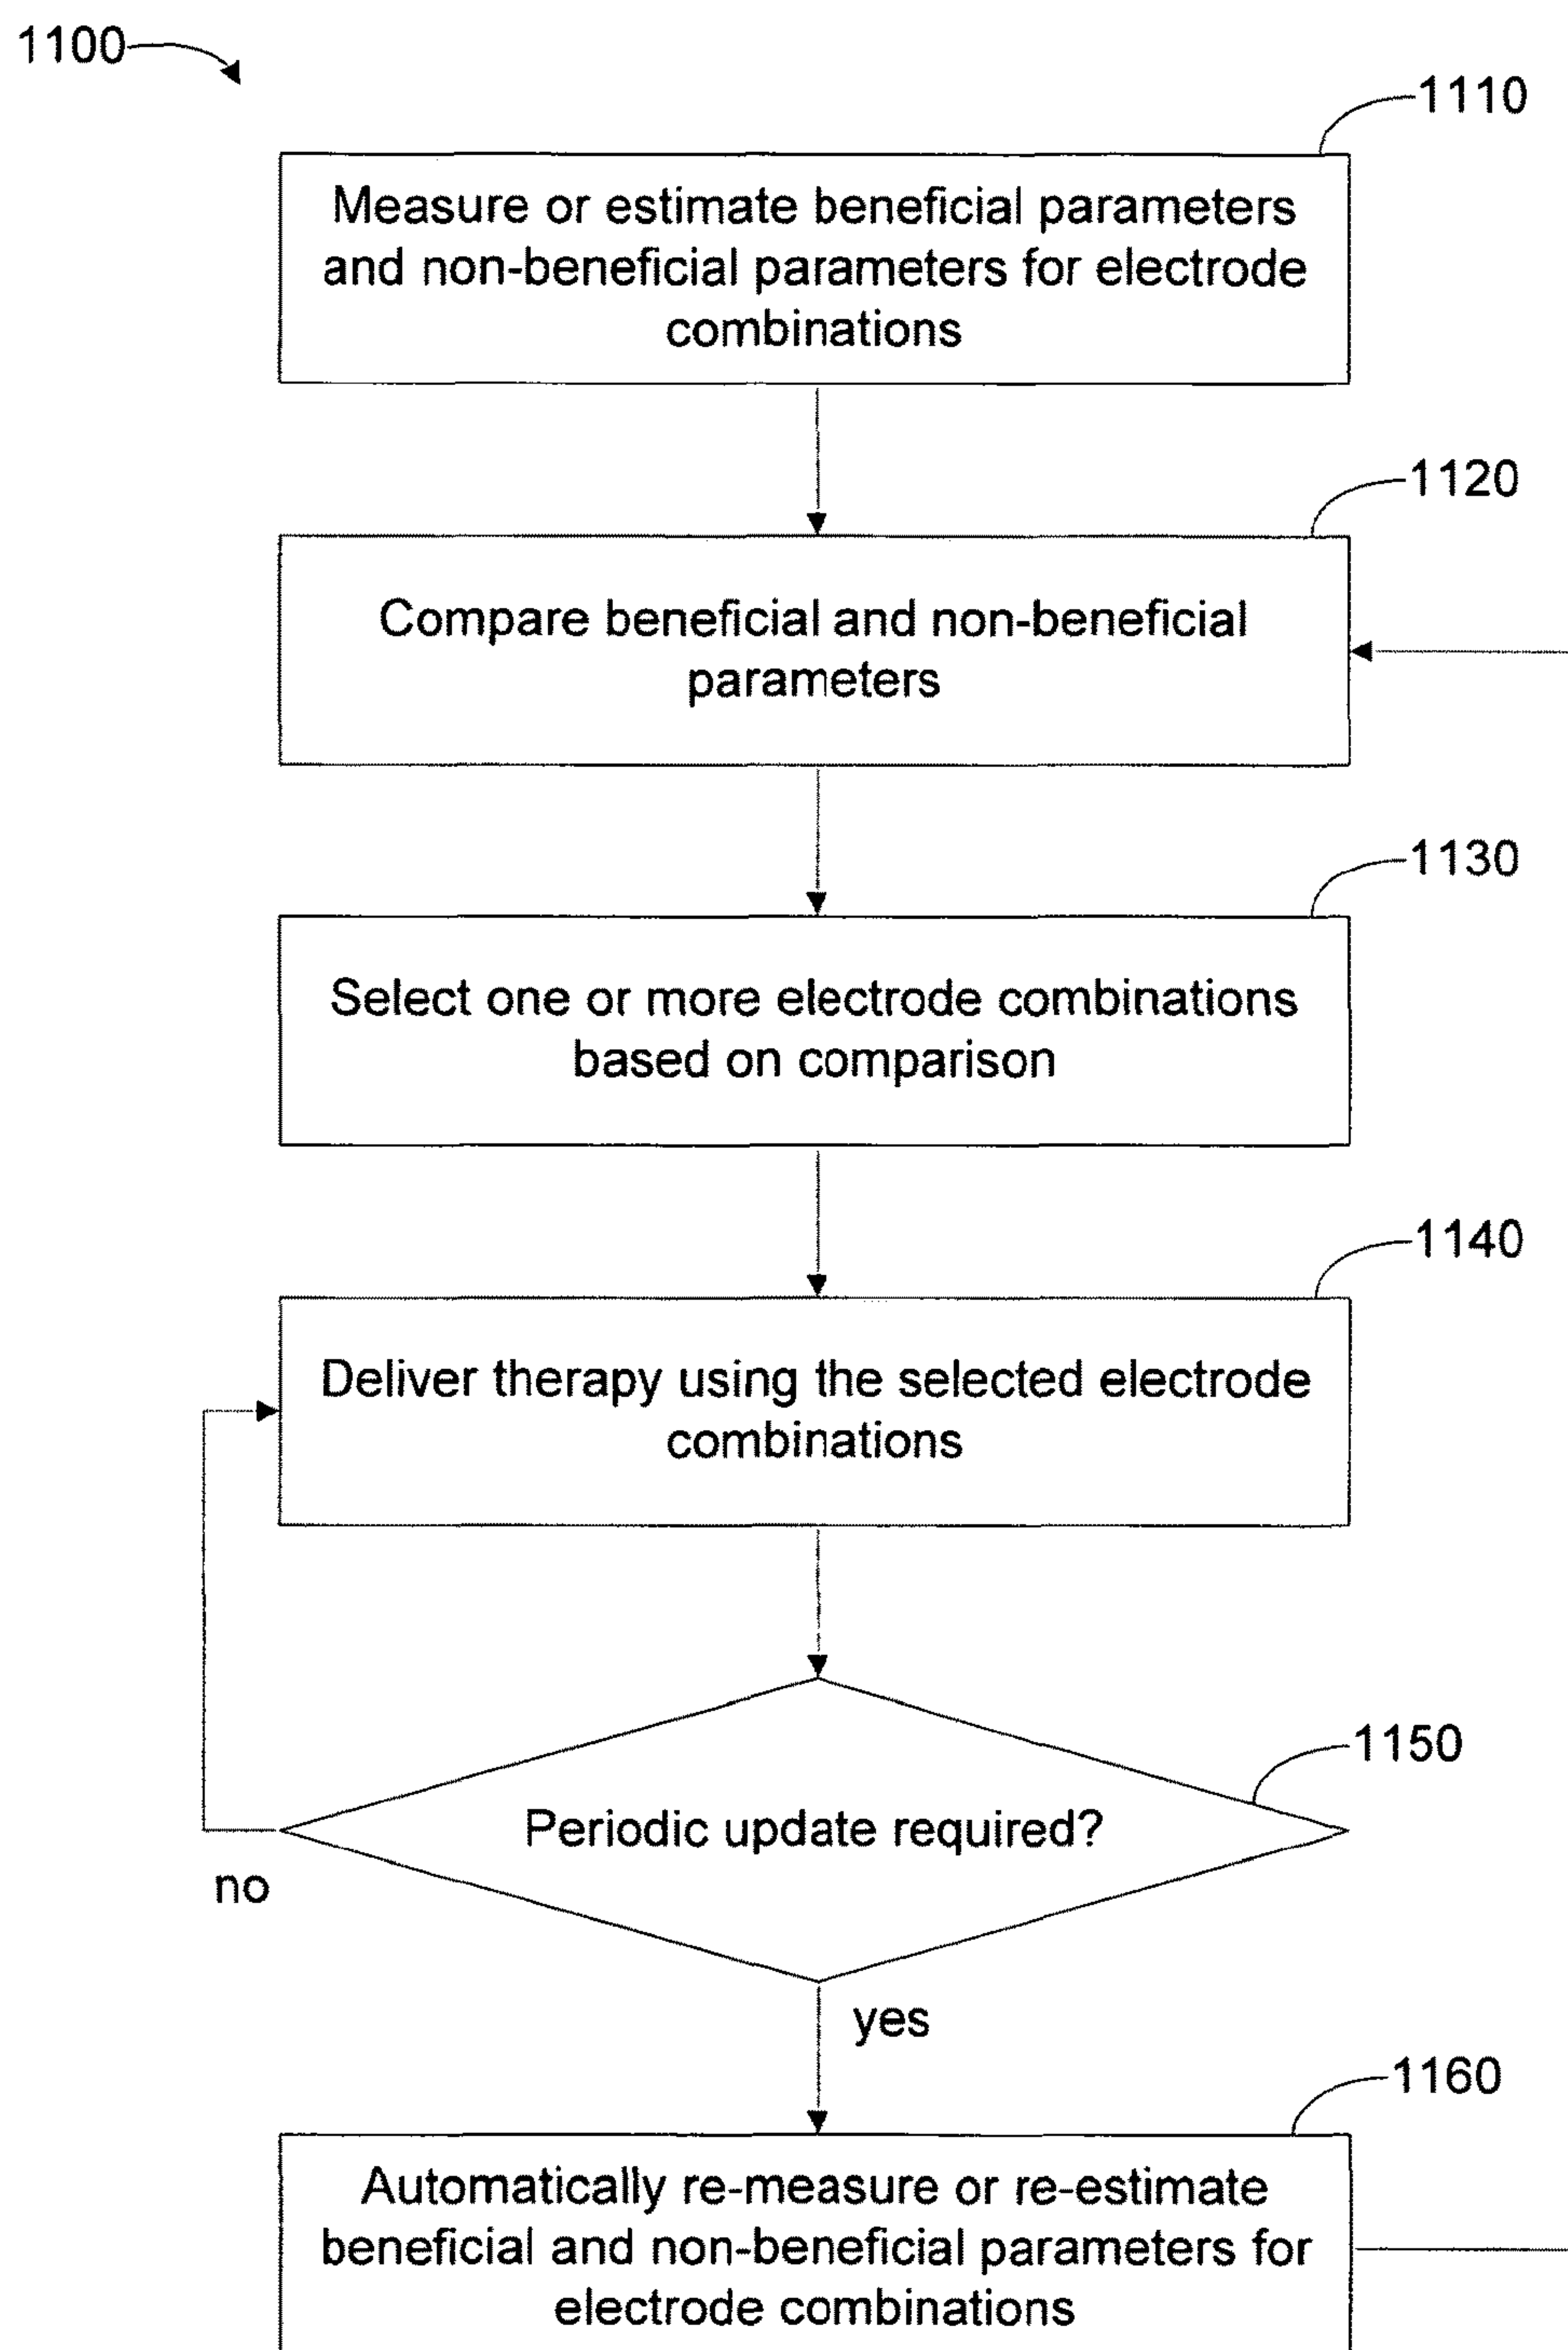 1100
1110
Measure or estimate beneficial parameters
and non-beneficial parameters for electrode
combinations
1120
Compare beneficial and non-beneficial
parameters
1130
Select one or more electrode combinations
based on comparison
1140
Deliver therapy using the selected electrode
combinations
1150
Periodic update required?
no
yes
1160
Automatically re-measure or re-estimate
beneficial and non-beneficial parameters for
electrode combinations